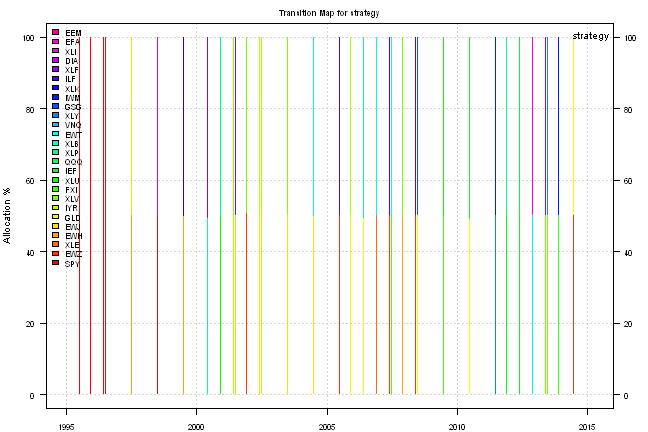 Transition Map for strategy
strategy
Allocation %
100
80
60
40
20
0
EEM
EFA
XLI
DIA
XLF
ILF
XLK
IWM
GSG
XLY
VNQ
EWT
XLB
XLP
QQQ
IEF
XLU
FXI
XLV
IYR
GLD
EWJ
EWH
XLE
EWZ
SPY
100
80
60
40
20
0
1995
2000
2005
2010
2015